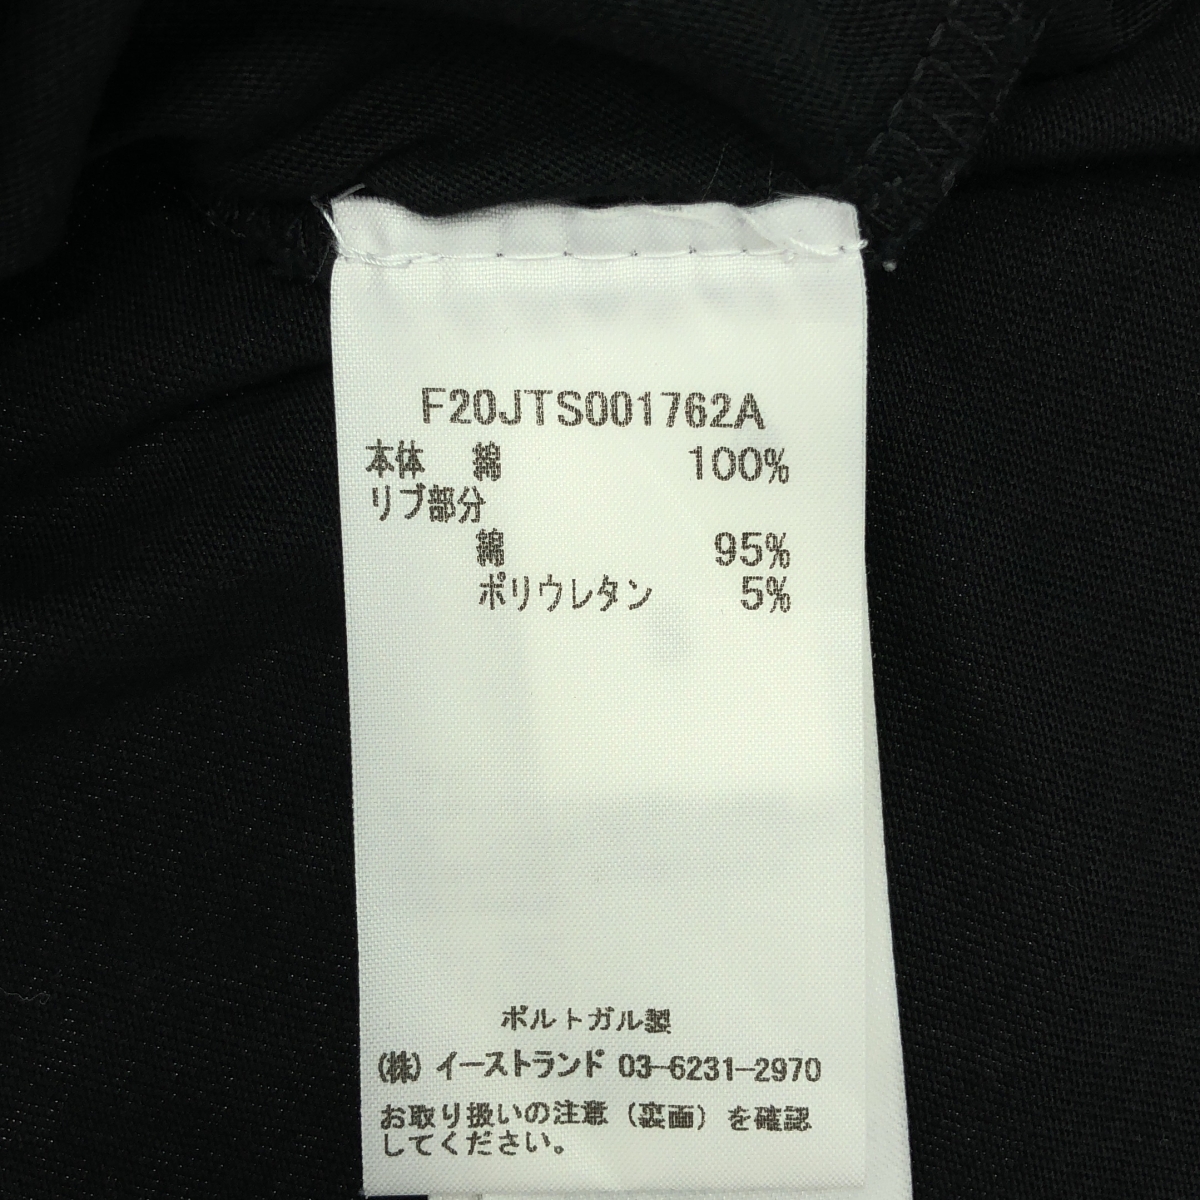 F20JTS001762A
本体 綿 100%
リブ部分
綿 95%
ポリウレタン 5%
ポルトガル製
(株) イーストランド 03-6231-2970
お取り扱いの注意（裏面）を確認
してください。